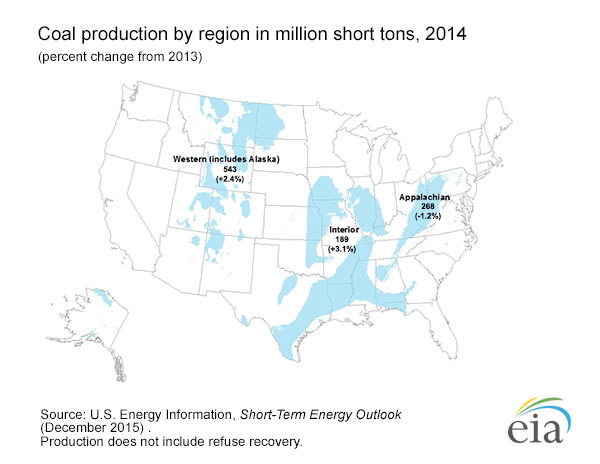 Coal production by region in million short tons, 2014
(percent change from 2013)
Western (includes Alaska)
543
(+2.4%)
Appalachian
268
(-1.2%)
Interior
189
(+3.1%)
Source: U.S. Energy Information, Short-Term Energy Outlook
(December 2015) .
Production does not include refuse recovery.
eia